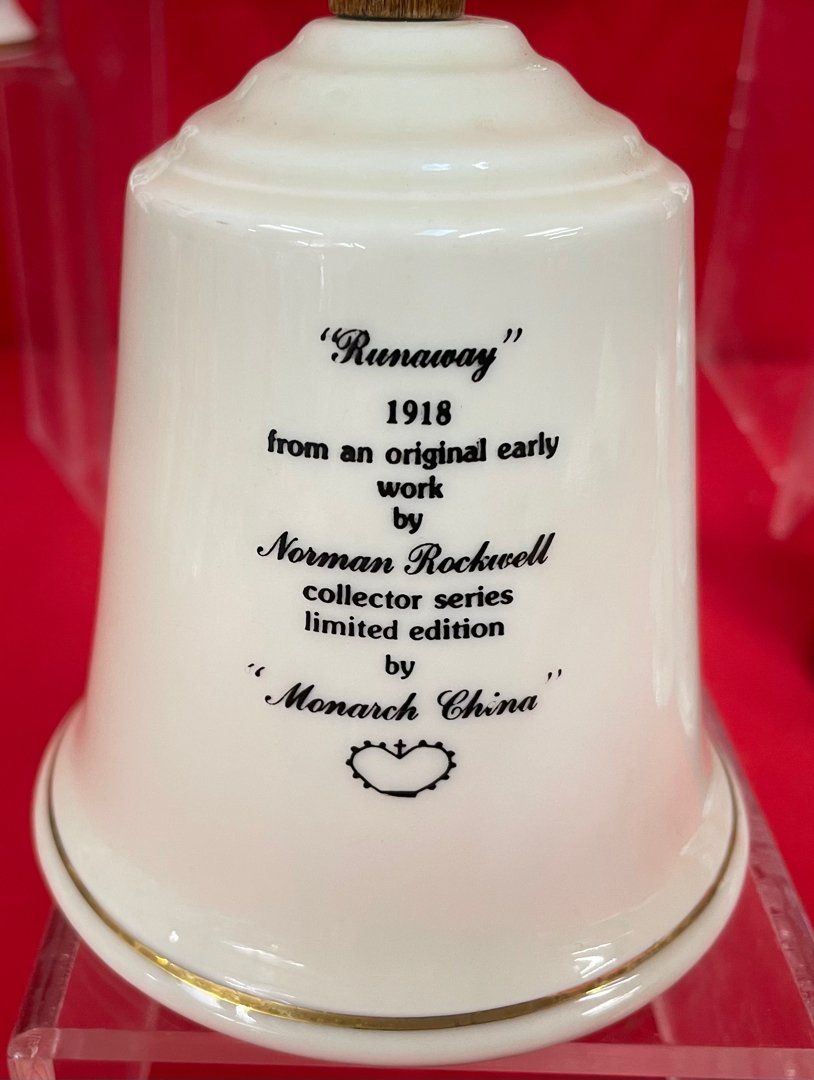 “Runaway”
1918
from an original early
work
by
Norman Rockwell
collector series
limited edition
by
“Monarch China”